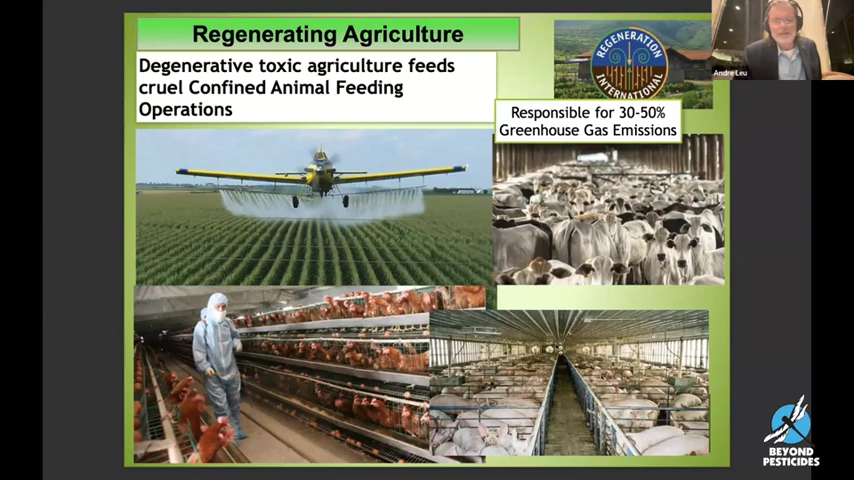 Regenerating Agriculture
Degenerative toxic agriculture feeds
cruel Confined Animal Feeding
Operations
REGENERATION
INTERNATIONAL
Andre Leu
Responsible for 30-50%
Greenhouse Gas Emissions
BEYOND
PESTICIDES